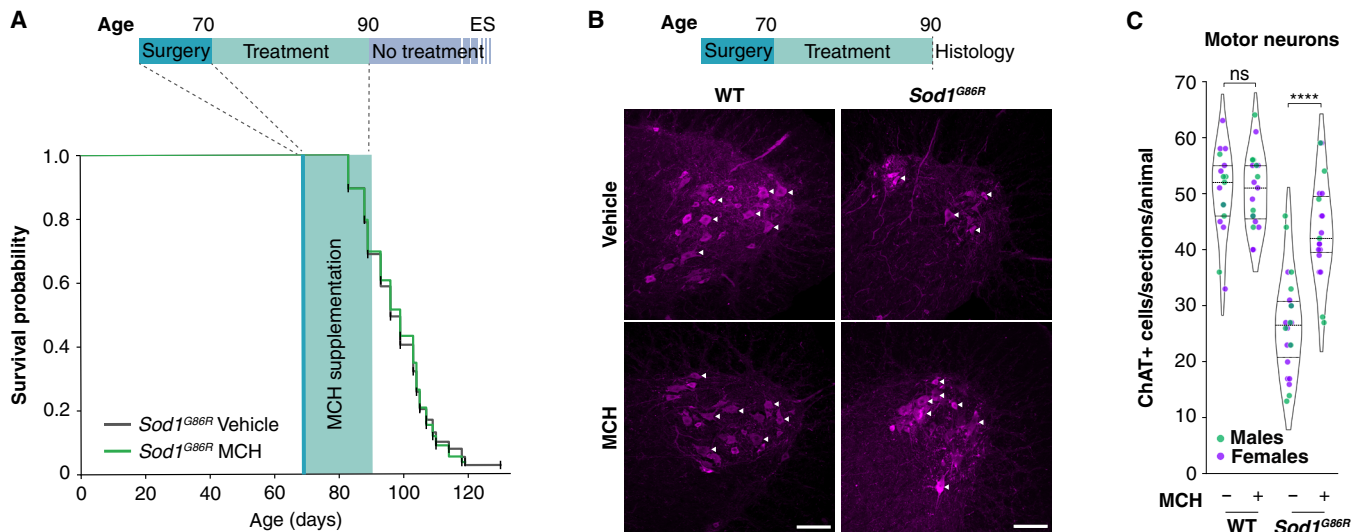 A
Age 70 90 ES
Surgery Treatment No treatment
Survival probability
1.0
0.8
0.6
0.4
0.2
0
MCH supplementation
Sod1G86R Vehicle
Sod1G86R MCH
0 20 40 60 80 100 120
Age (days)
B
Age 70 90
Surgery Treatment Histology
WT Sod1G86R
Vehicle
MCH
C
Motor neurons
ChAT+ cells/sections/animal
70
60
50
40
30
20
10
0
ns
****
Males
Females
MCH − + − +
WT Sod1G86R